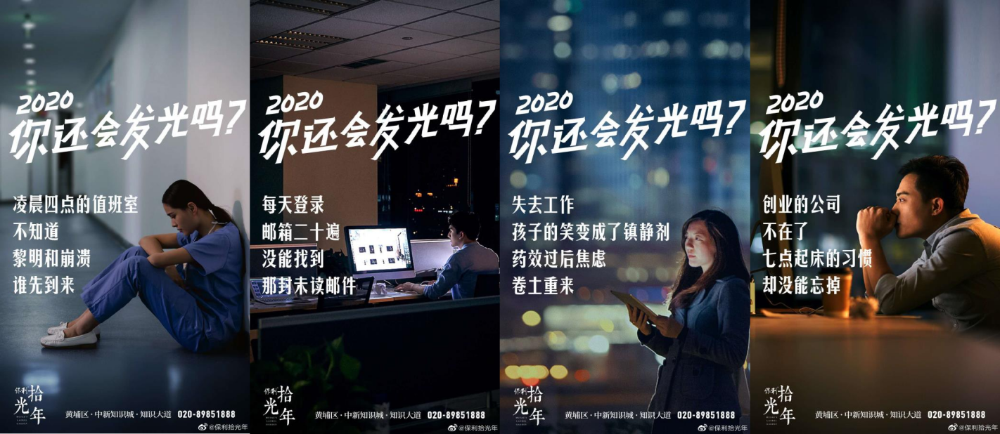 2020
你还会发光吗?
凌晨四点的值班室
不知道
黎明和崩溃
谁先到来
保利
拾光年
黄埔区·中新知识城·知识大道 020-89851888
@保利拾光年
2020
你还会发光吗?
每天登录
邮箱二十遍
没能找到
那封未读邮件
保利
拾光年
黄埔区·中新知识城·知识大道 020-89851888
@保利拾光年
2020
你还会发光吗?
失去工作
孩子的笑变成了镇静剂
药效过后焦虑
卷土重来
保利
拾光年
黄埔区·中新知识城·知识大道 020-89851888
@保利拾光年
2020
你还会发光吗?
创业的公司
不在了
七点起床的习惯
却没能忘掉
保利
拾光年
黄埔区·中新知识城·知识大道 020-89851888
@保利拾光年